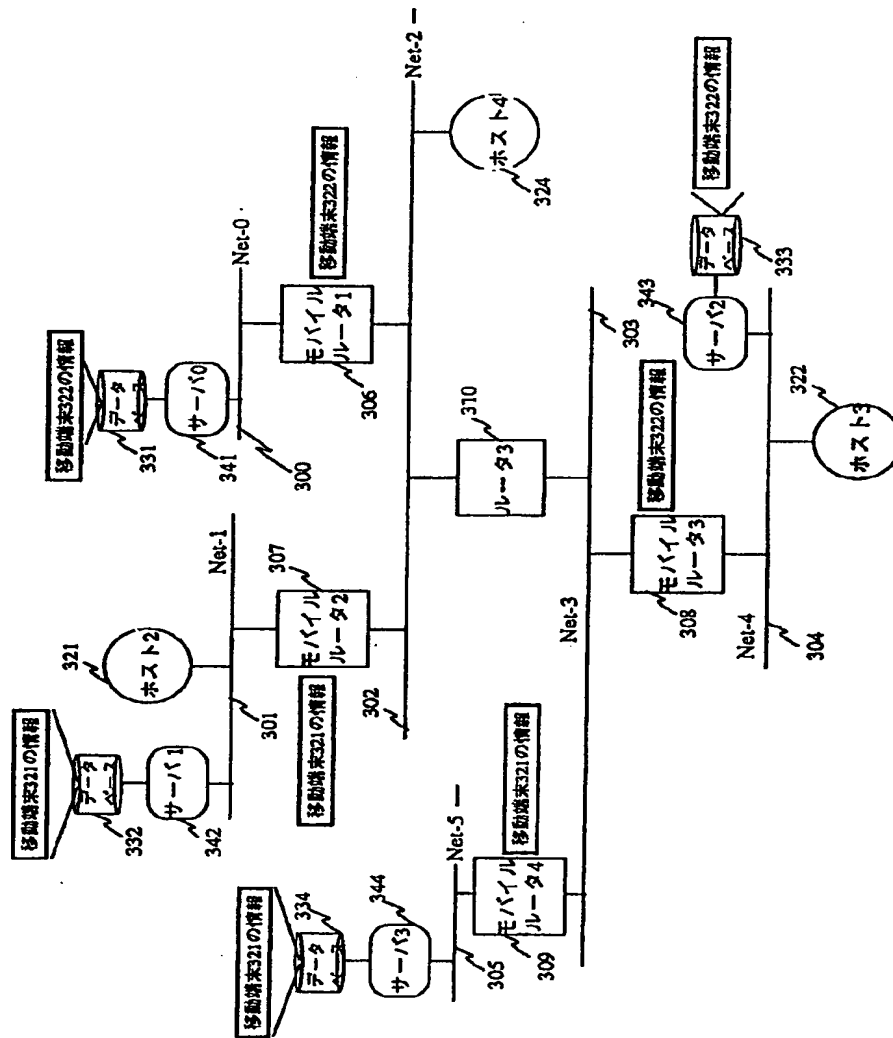 移動端末321の情報
データ
ベース
332
サーバ1
342
ホスト2
321
Net-1
301
移動端末322の情報
データ
ベース
331
サーバ0
341
Net-0
300
移動端末321の情報
モバイル
ルータ2
307
モバイル
ルータ1
306
移動端末322の情報
302
Net-2
移動端末321の情報
データ
ベース
334
サーバ3
344
Net-5
305
ルータ3
310
ホスト4
324
モバイル
ルータ4
309
移動端末321の情報
Net-3
303
モバイル
ルータ3
308
移動端末322の情報
サーバ2
343
データ
ベース
333
移動端末322の情報
Net-4
304
ホスト3
322